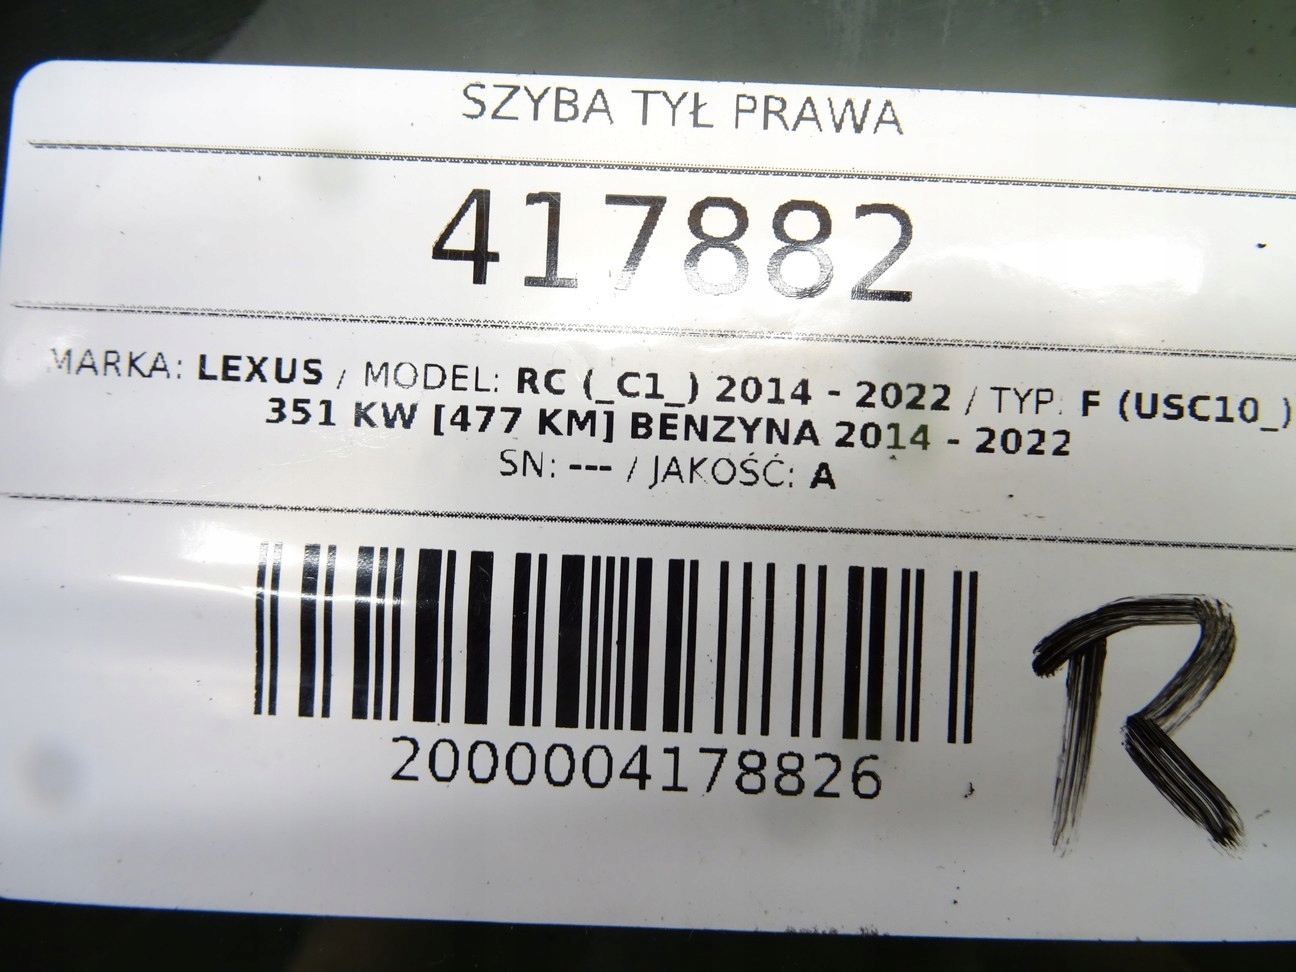 SZYBA TYŁ PRAWA
417882
MARKA: LEXUS / MODEL: RC (_C1_) 2014 - 2022 / TYP: F (USC10_)
351 KW [477 KM] BENZYNA 2014 - 2022
SN: --- / JAKOŚĆ: A
2000004178826
R